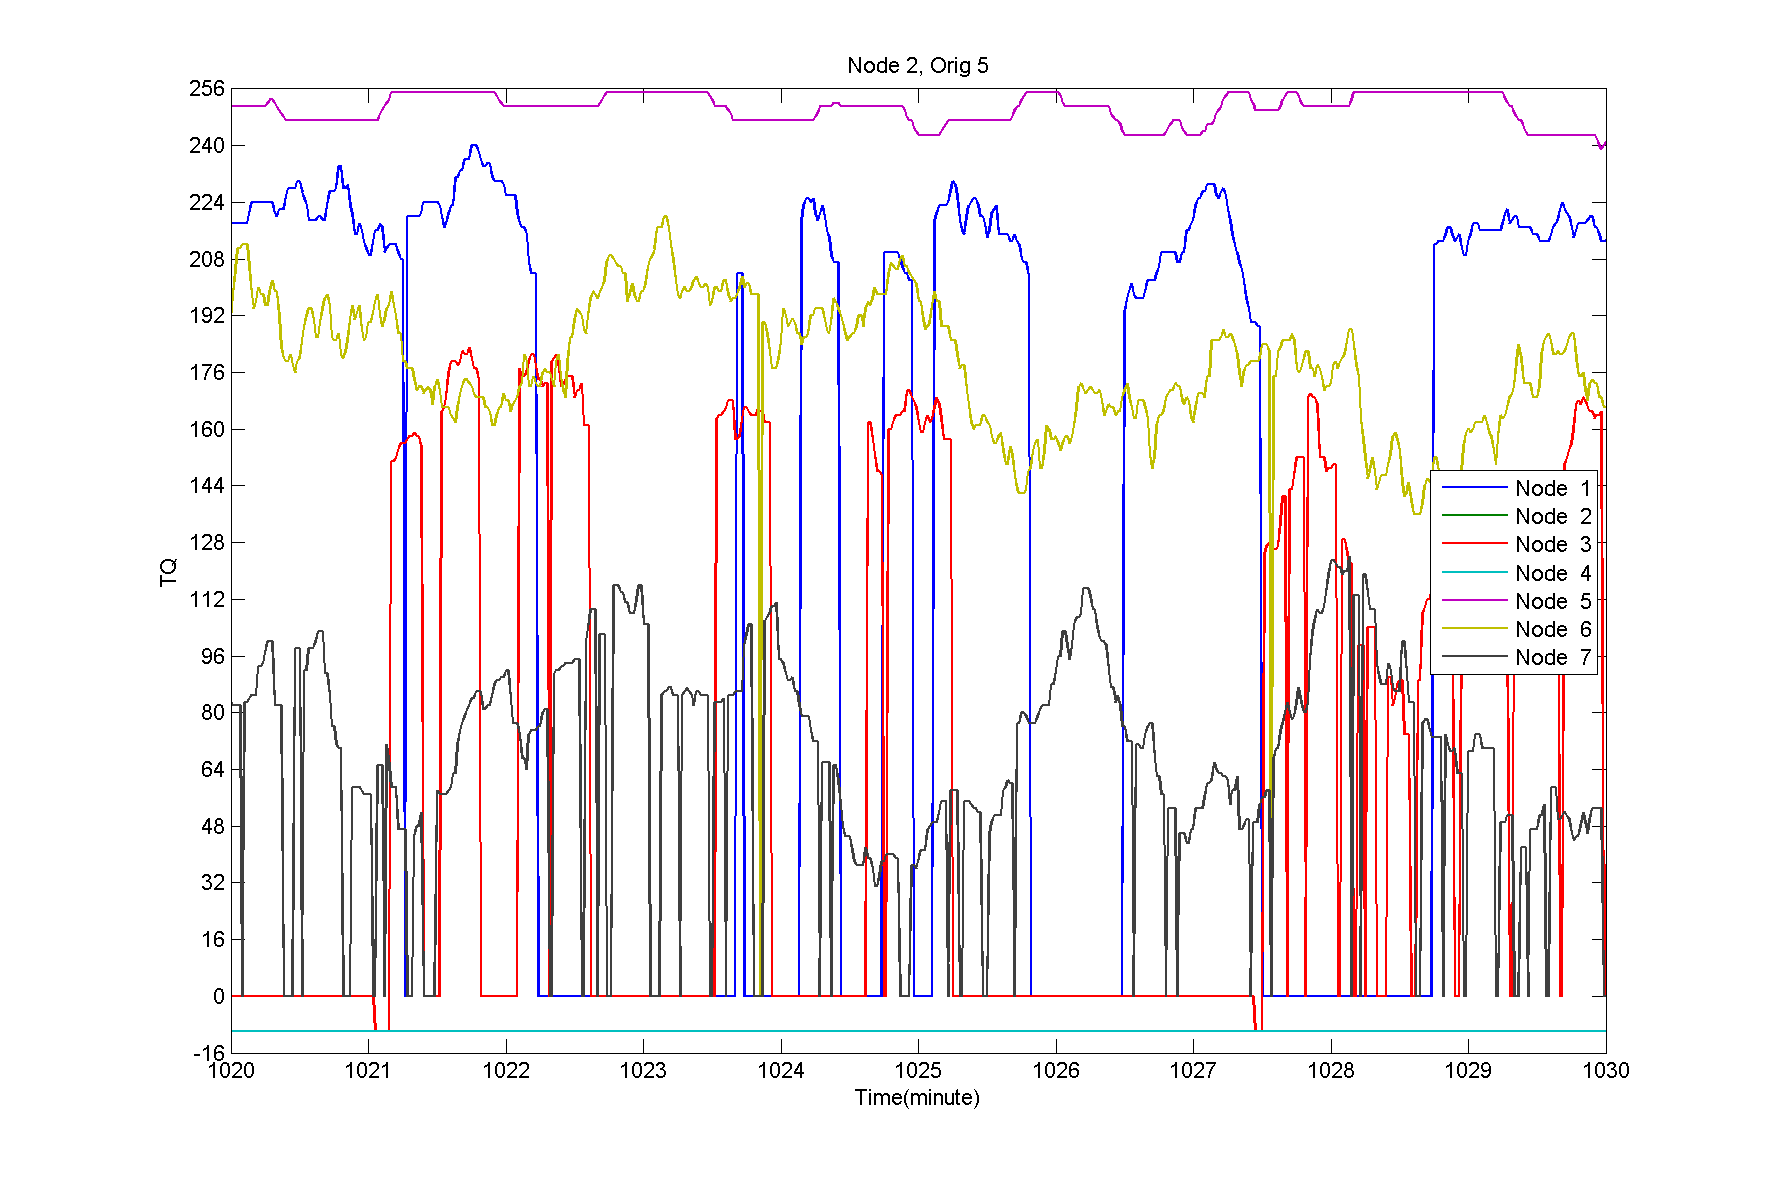 Node 2, Orig 5
256
240
224
208
192
176
160
144
128
112
96
80
64
48
32
16
0
-16
TQ
Node 1
Node 2
Node 3
Node 4
Node 5
Node 6
Node 7
1020 1021 1022 1023 1024 1025 1026 1027 1028 1029 1030
Time(minute)